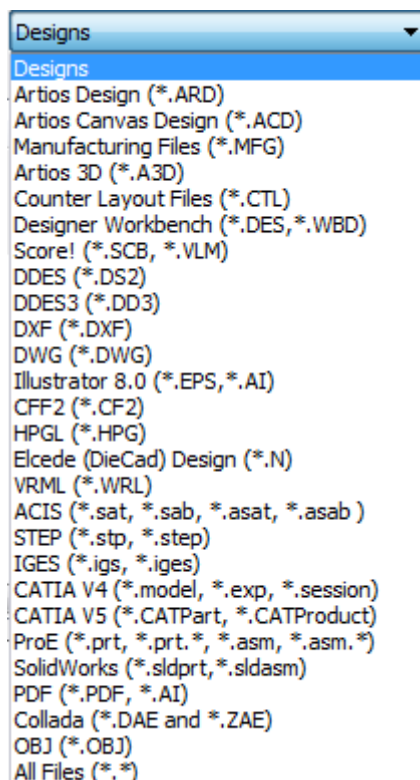 Designs
Designs
Artios Design (*.ARD)
Artios Canvas Design (*.ACD)
Manufacturing Files (*.MFG)
Artios 3D (*.A3D)
Counter Layout Files (*.CTL)
Designer Workbench (*.DES,*.WBD)
Score! (*.SCB, *.VLM)
DDES (*.DS2)
DDES3 (*.DD3)
DXF (*.DXF)
DWG (*.DWG)
Illustrator 8.0 (*.EPS,*.AI)
CFF2 (*.CF2)
HPGL (*.HPG)
Elcede (DieCad) Design (*.N)
VRML (*.WRL)
ACIS (*.sat, *.sab, *.asat, *.asab )
STEP (*.stp, *.step)
IGES (*.igs, *.iges)
CATIA V4 (*.model, *.exp, *.session)
CATIA V5 (*.CATPart, *.CATProduct)
ProE (*.prt, *.prt.*, *.asm, *.asm.*)
SolidWorks (*.sldprt,*.sldasm)
PDF (*.PDF, *.AI)
Collada (*.DAE and *.ZAE)
OBJ (*.OBJ)
All Files (*.*)